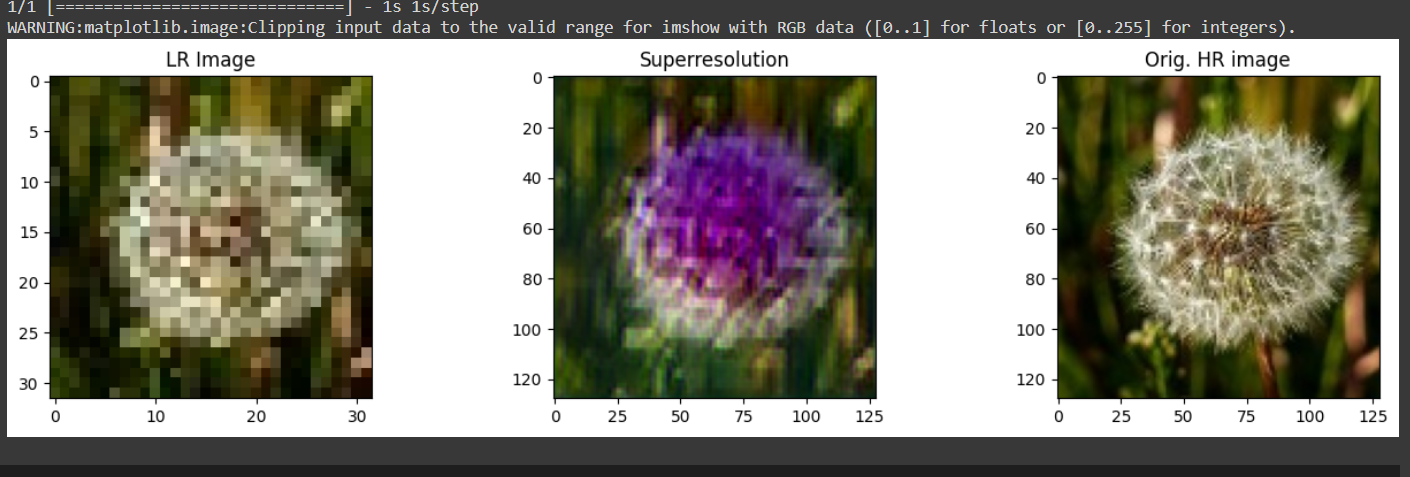 1/1 [==============================] - 1s 1s/step
WARNING:matplotlib.image:Clipping input data to the valid range for imshow with RGB data ([0..1] for floats or [0..255] for integers).
LR Image
Superresolution
Orig. HR image
0
5
10
15
20
25
30
0 10 20 30
0
20
40
60
80
100
120
0 25 50 75 100 125
0
20
40
60
80
100
120
0 25 50 75 100 125